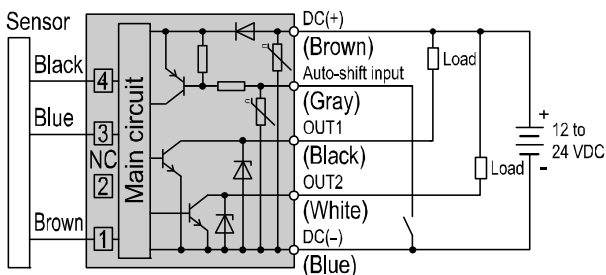 Sensor
Black
Blue
Brown
4
3
NC
2
1
Main circuit
DC(+)
(Brown)
Auto-shift input
(Gray)
OUT1
(Black)
OUT2
(White)
DC(−)
(Blue)
Load
Load
+
12 to
24 VDC
-